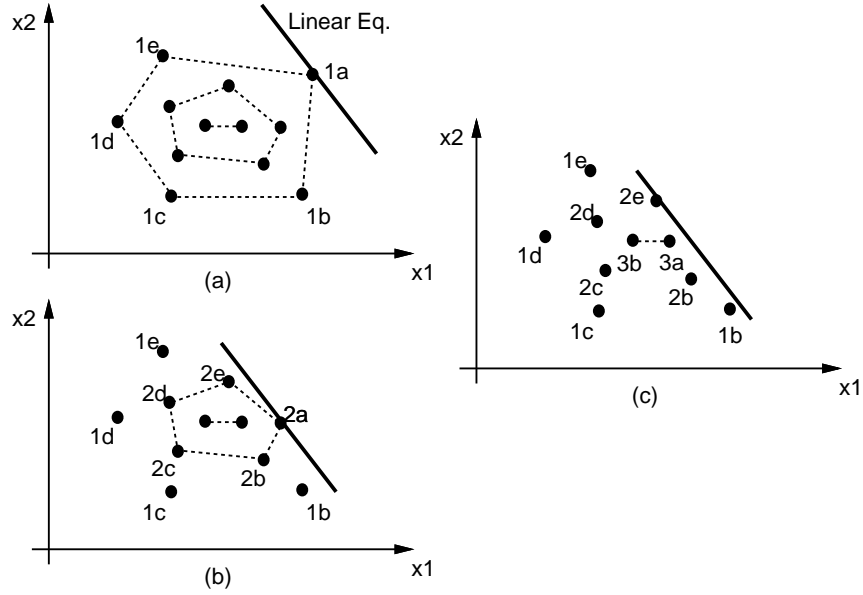 x2
Linear Eq.
1e
1a
1d
1c
1b
x1
(a)
x2
1e
2e
2d
2a
1d
2c
2b
1c
1b
x1
(b)
x2
1e
2e
2d
1d
3b
3a
2c
2b
1c
1b
x1
(c)